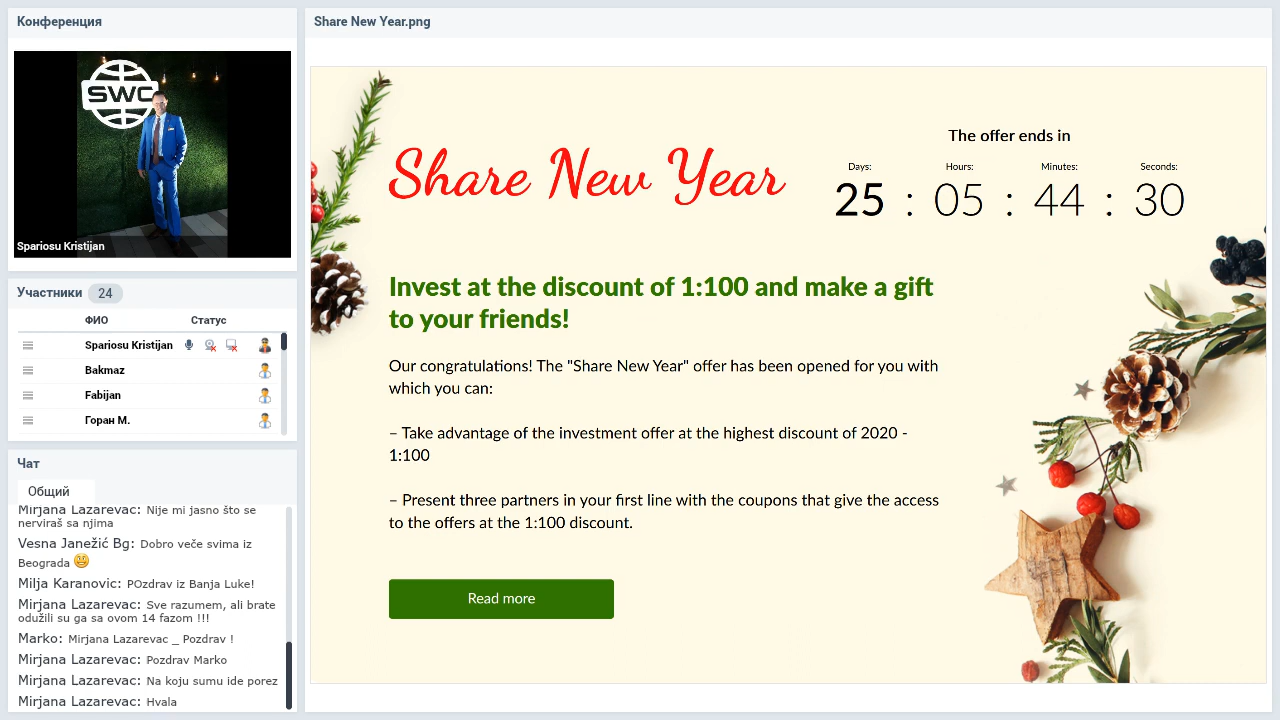 Конференция
SWC
Spariosu Kristijan
Участники 24
ФИО Статус
Spariosu Kristijan
Bakmaz
Fabijan
Горан М.
Чат
Общий
Mirjana Lazarevac: Nije mi jasno što se
nerviraš sa njima
Vesna Janežić Bg: Dobro veče svima iz
Beograda
Milja Karanovic: POzdrav iz Banja Luke!
Mirjana Lazarevac: Sve razumem, ali brate
odužili su ga sa ovom 14 fazom !!!
Marko: Mirjana Lazarevac _ Pozdrav !
Mirjana Lazarevac: Pozdrav Marko
Mirjana Lazarevac: Na koju sumu ide porez
Mirjana Lazarevac: Hvala
Share New Year.png
Share New Year
The offer ends in
Days: Hours: Minutes: Seconds:
25 : 05 : 44 : 30
Invest at the discount of 1:100 and make a gift
to your friends!
Our congratulations! The "Share New Year" offer has been opened for you with
which you can:
– Take advantage of the investment offer at the highest discount of 2020 -
1:100
– Present three partners in your first line with the coupons that give the access
to the offers at the 1:100 discount.
Read more